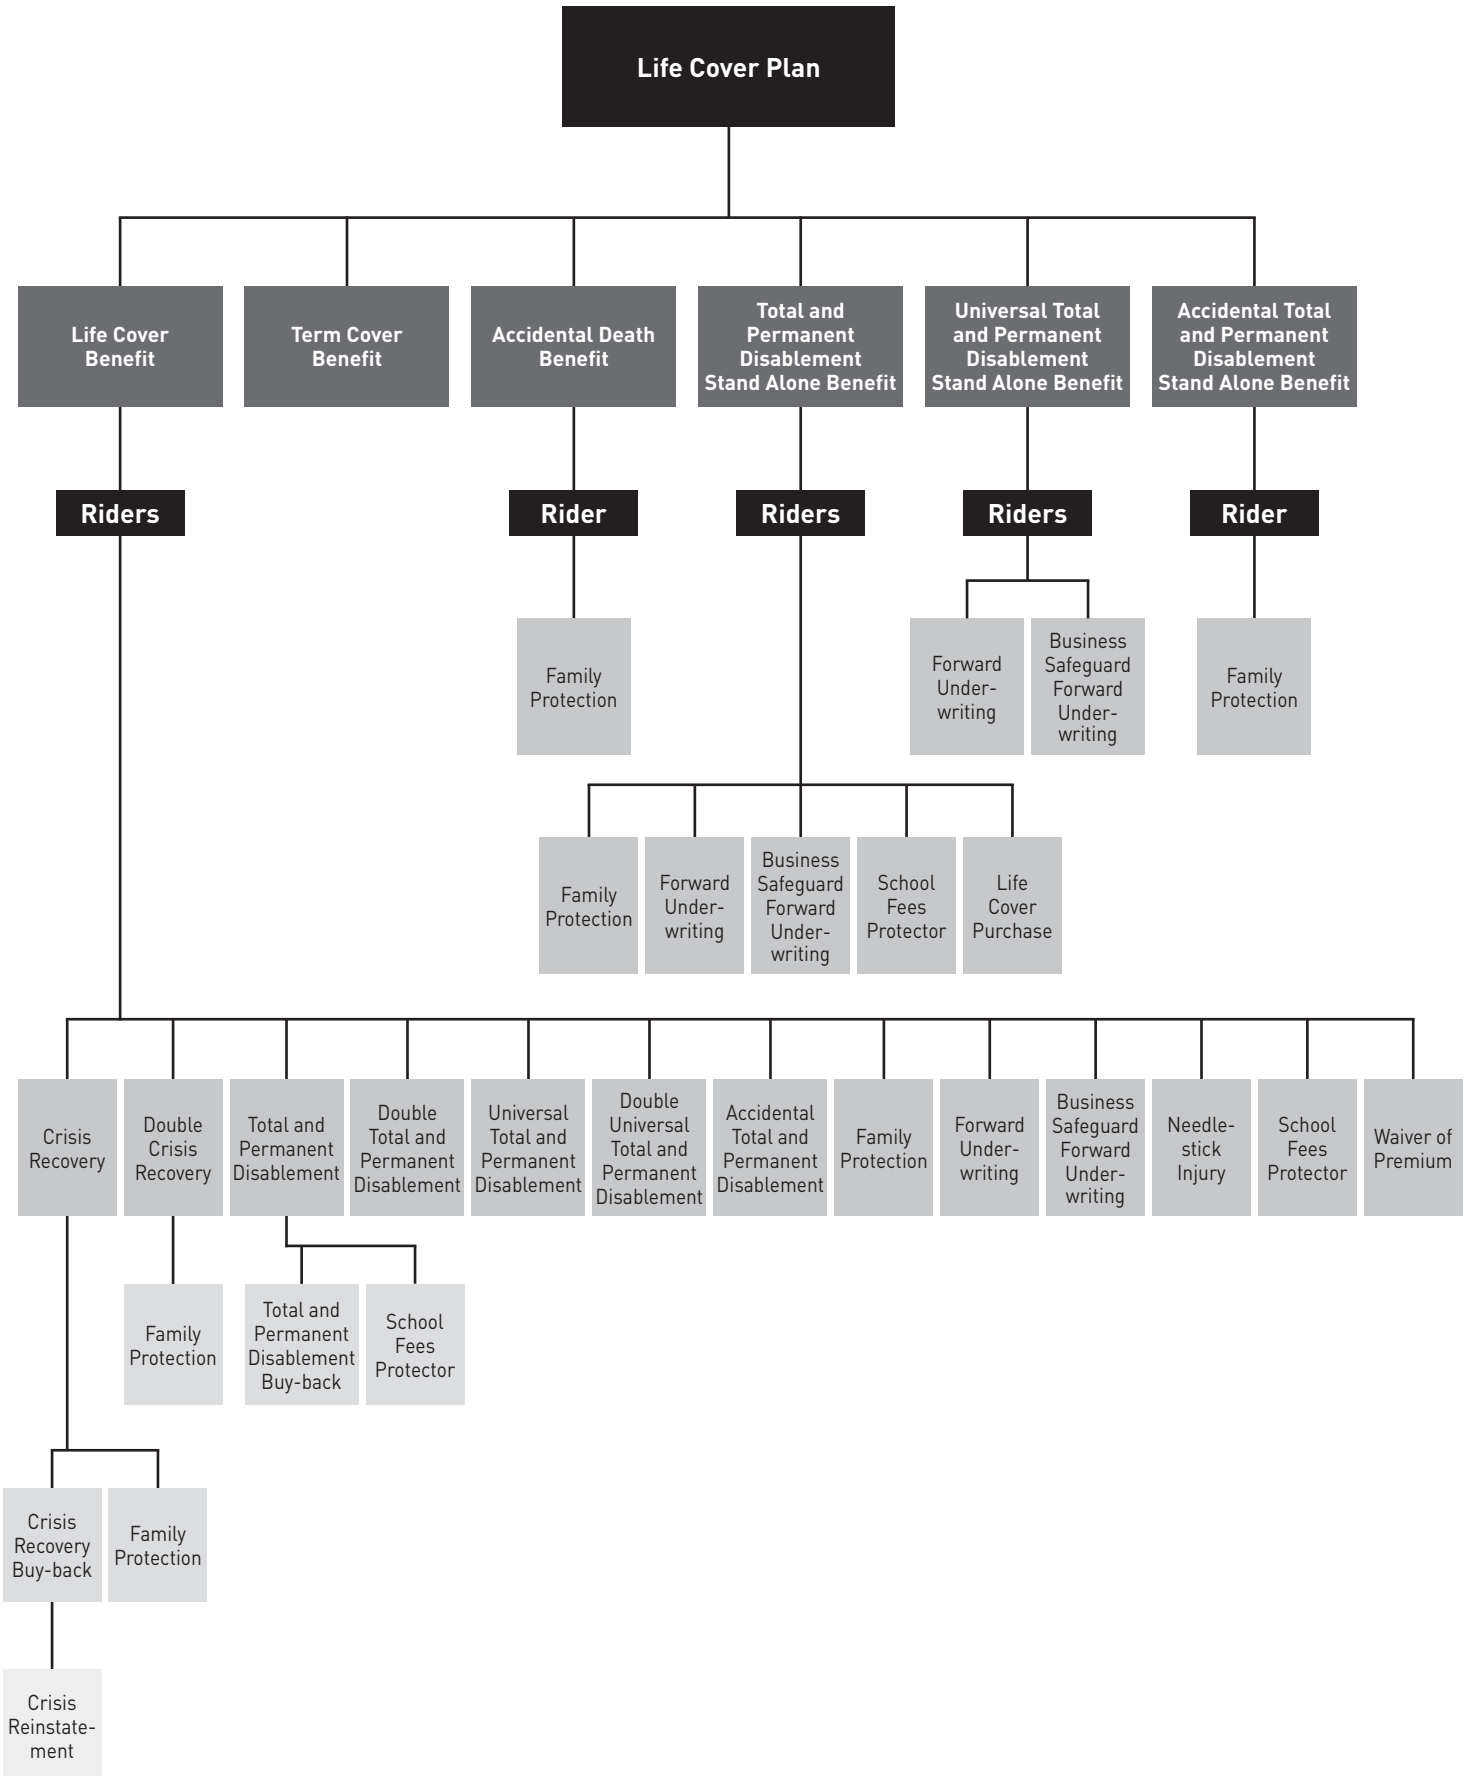 Life Cover Plan
Life Cover
Benefit
Term Cover
Benefit
Accidental Death
Benefit
Total and
Permanent
Disablement
Stand Alone Benefit
Universal Total
and Permanent
Disablement
Stand Alone Benefit
Accidental Total
and Permanent
Disablement
Stand Alone Benefit
Riders
Rider
Riders
Riders
Rider
Family
Protection
Forward
Under-
writing
Business
Safeguard
Forward
Under-
writing
Family
Protection
Family
Protection
Forward
Under-
writing
Business
Safeguard
Forward
Under-
writing
School
Fees
Protector
Life
Cover
Purchase
Crisis
Recovery
Double
Crisis
Recovery
Total and
Permanent
Disablement
Double
Total and
Permanent
Disablement
Universal
Total and
Permanent
Disablement
Double
Universal
Total and
Permanent
Disablement
Accidental
Total and
Permanent
Disablement
Family
Protection
Forward
Under-
writing
Business
Safeguard
Forward
Under-
writing
Needle-
stick
Injury
School
Fees
Protector
Waiver of
Premium
Family
Protection
Total and
Permanent
Disablement
Buy-back
School
Fees
Protector
Crisis
Recovery
Buy-back
Family
Protection
Crisis
Reinstate-
ment